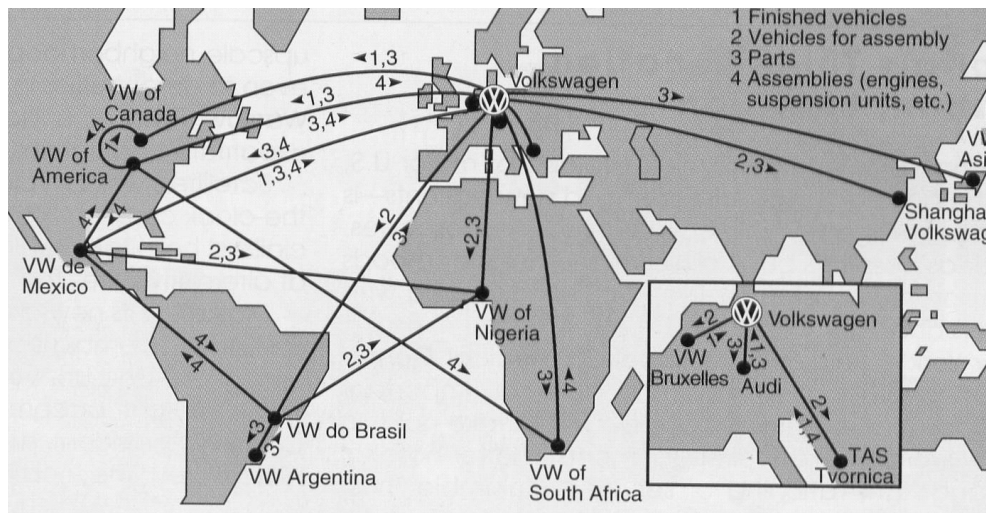 1 Finished vehicles
2 Vehicles for assembly
3 Parts
4 Assemblies (engines,
suspension units, etc.)
Volkswagen
VW of
Canada
VW of
America
VW de
Mexico
◄1,3
4►
◄1,3
3,4►
◄3,4
1,3,4►
3►
2,3►
◄4
1►
4►
◄4
2,3►
◄2
3►
◄2,3
Shangha
Volkswag
VW of
Nigeria
4►
◄4
2,3►
4►
3►
◄4
◄3
3►
VW do Brasil
VW Argentina
VW of
South Africa
VW
Asi
Volkswagen
◄2
1►
VW
Bruxelles
◄3
◄1,3
Audi
2►
◄1,4
TAS
Tvornica